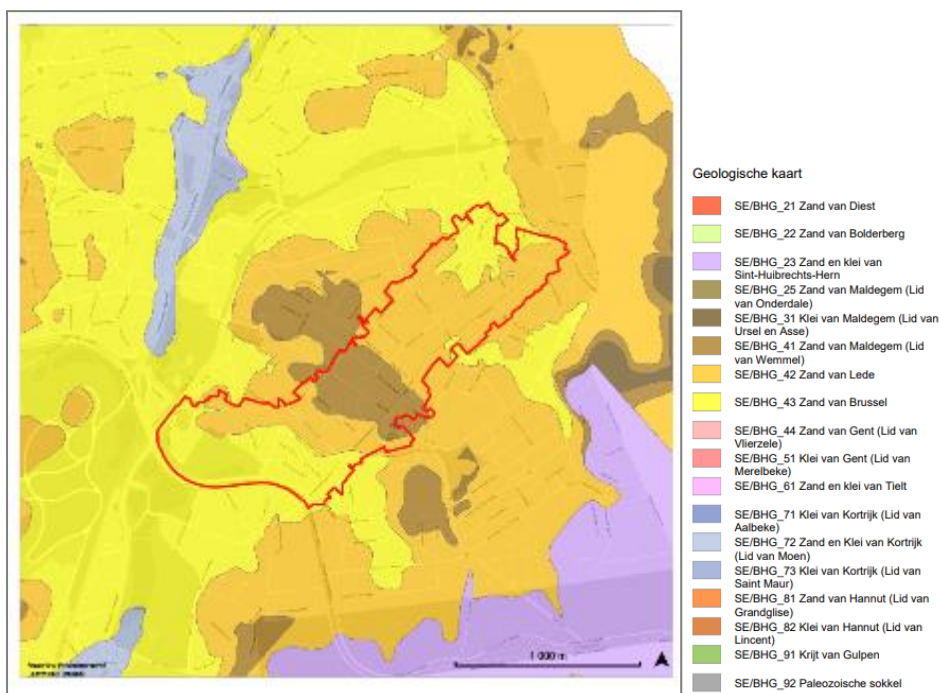 Geologische kaart
SE/BHG_21 Zand van Diest
SE/BHG_22 Zand van Bolderberg
SE/BHG_23 Zand en klei van
Sint-Huibrechts-Hern
SE/BHG_25 Zand van Maldegem (Lid
van Onderdale)
SE/BHG_31 Klei van Maldegem (Lid van
Ursel en Asse)
SE/BHG_41 Zand van Maldegem (Lid
van Wemmel)
SE/BHG_42 Zand van Lede
SE/BHG_43 Zand van Brussel
SE/BHG_44 Zand van Gent (Lid van
Vlierzele)
SE/BHG_51 Klei van Gent (Lid van
Merelbeke)
SE/BHG_61 Zand en klei van Tielt
SE/BHG_71 Klei van Kortrijk (Lid van
Aalbeke)
SE/BHG_72 Zand en Klei van Kortrijk
(Lid van Moen)
SE/BHG_73 Klei van Kortrijk (Lid van
Saint Maur)
SE/BHG_81 Zand van Hannut (Lid van
Grandglise)
SE/BHG_82 Klei van Hannut (Lid van
Lincent)
SE/BHG_91 Krijt van Gulpen
SE/BHG_92 Paleozoische sokkel
1 000 m